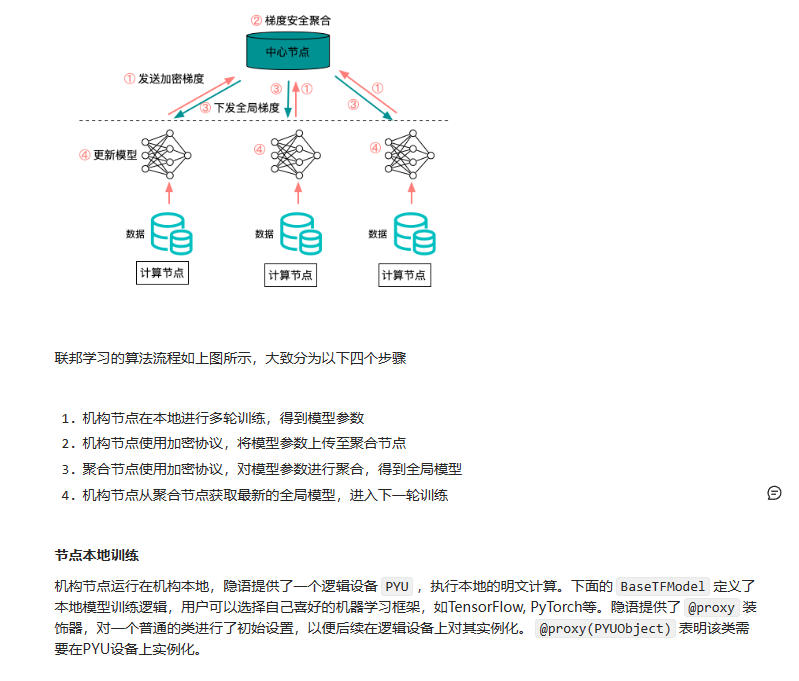 ② 梯度安全聚合
中心节点
① 发送加密梯度
③ ① ①
③ 下发全局梯度 ③
④ 更新模型 ④ ④
数据 数据 数据
计算节点 计算节点 计算节点
联邦学习的算法流程如上图所示，大致分为以下四个步骤
1. 机构节点在本地进行多轮训练，得到模型参数
2. 机构节点使用加密协议，将模型参数上传至聚合节点
3. 聚合节点使用加密协议，对模型参数进行聚合，得到全局模型
4. 机构节点从聚合节点获取最新的全局模型，进入下一轮训练
节点本地训练
机构节点运行在机构本地，隐语提供了一个逻辑设备 PYU ，执行本地的明文计算。下面的 BaseTFModel 定义了
本地模型训练逻辑，用户可以选择自己喜好的机器学习框架，如TensorFlow, PyTorch等。隐语提供了 @proxy 装
饰器，对一个普通的类进行了初始设置，以便后续在逻辑设备上对其实例化。 @proxy(PYUObject) 表明该类需
要在PYU设备上实例化。